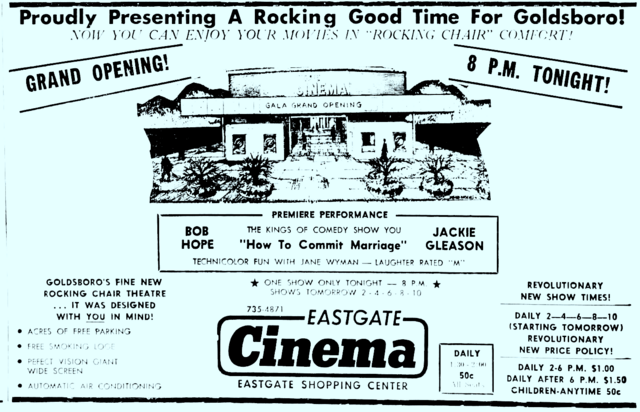 Proudly Presenting A Rocking Good Time For Goldsboro!
NOW YOU CAN ENJOY YOUR MOVIES IN "ROCKING CHAIR" COMFORT!
GRAND OPENING!
8 P.M. TONIGHT!
CINEMA
GALA GRAND OPENING
PREMIERE PERFORMANCE
BOB HOPE
THE KINGS OF COMEDY SHOW YOU
"How To Commit Marriage"
JACKIE GLEASON
TECHNICOLOR FUN WITH JANE WYMAN — LAUGHTER RATED "M"
GOLDSBORO'S FINE NEW
ROCKING CHAIR THEATRE
... IT WAS DESIGNED
WITH YOU IN MIND!
• ACRES OF FREE PARKING
• FREE SMOKING LOGE
• PEFECT VISION GIANT
WIDE SCREEN
• AUTOMATIC AIR CONDITIONING
★ ONE SHOW ONLY TONIGHT — 8 P.M. ★
SHOWS TOMORROW 2-4-6-8-10
735-4871
EASTGATE
Cinema
EASTGATE SHOPPING CENTER
DAILY
50c
REVOLUTIONARY
NEW SHOW TIMES!
DAILY 2—4—6—8—10
(STARTING TOMORROW)
REVOLUTIONARY
NEW PRICE POLICY!
DAILY 2-6 P.M. $1.00
DAILY AFTER 6 P.M. $1.50
CHILDREN-ANYTIME 50c